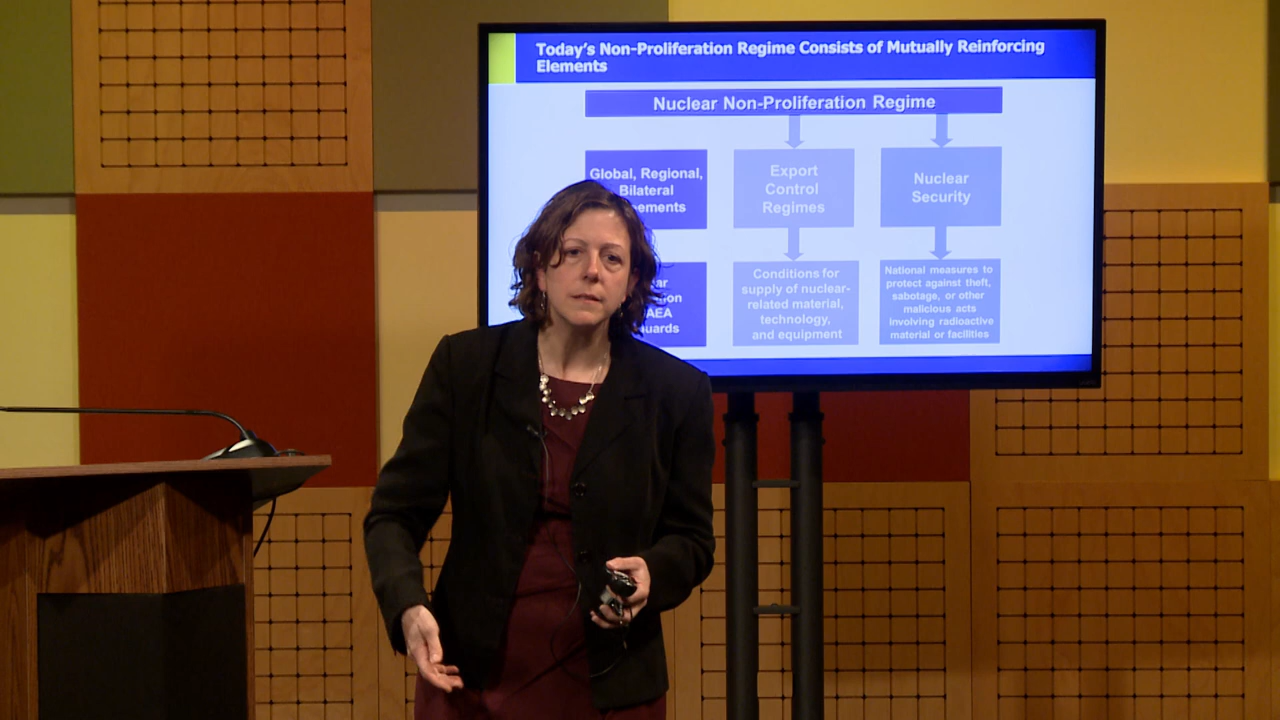 Today's Non-Proliferation Regime Consists of Mutually Reinforcing
Elements
Nuclear Non-Proliferation Regime
Global, Regional,
Bilateral
Export
Control
Regimes
Nuclear
Security
Conditions for
supply of nuclear-
related material,
technology,
and equipment
National measures to
protect against theft,
sabotage, or other
malicious acts
involving radioactive
material or facilities